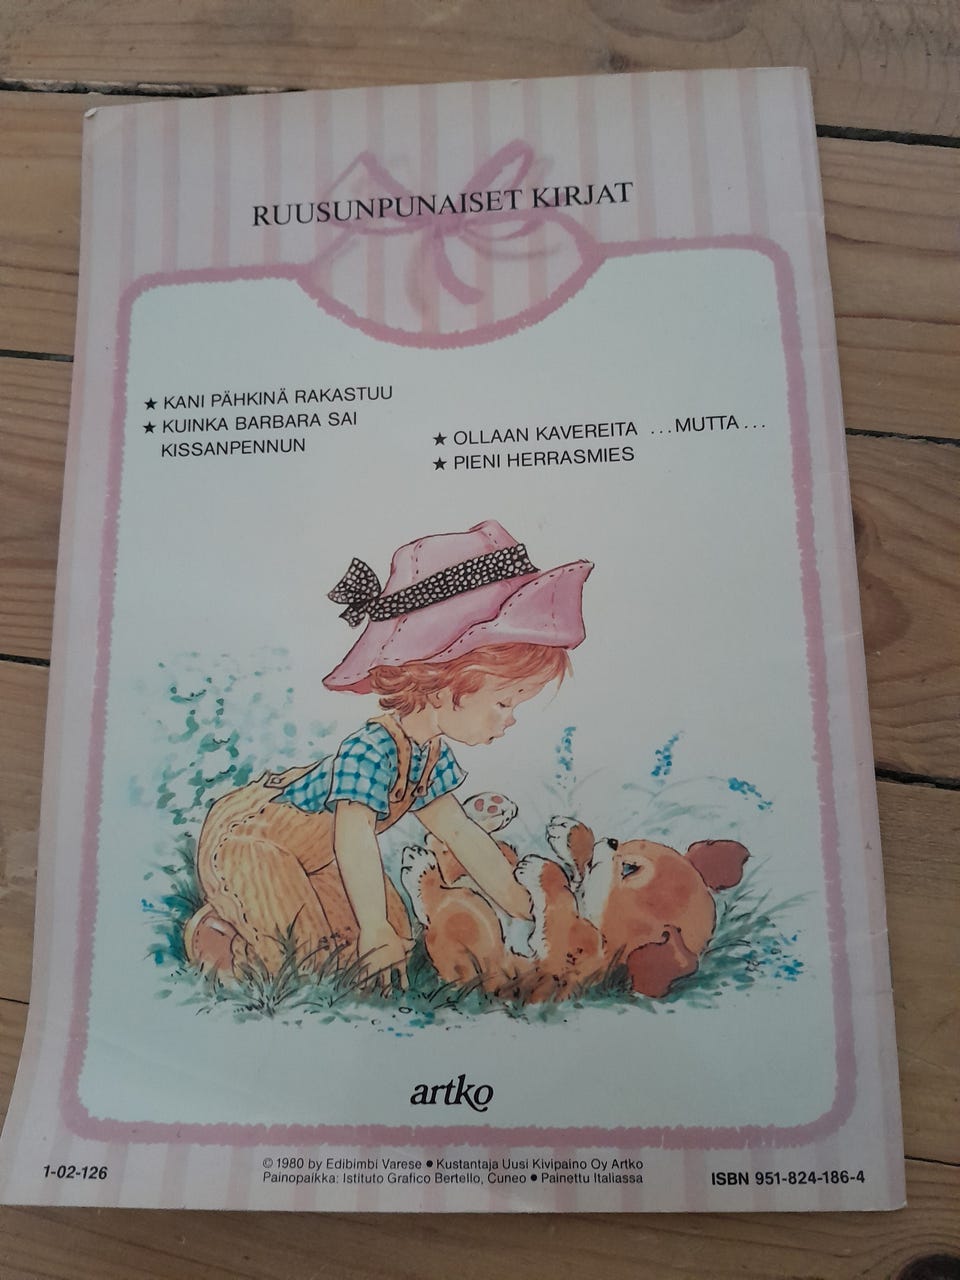 RUUSUNPUNAISET KIRJAT
★ KANI PÄHKINÄ RAKASTUU
★ KUINKA BARBARA SAI
KISSANPENNUN
★ OLLAAN KAVEREITA ...MUTTA...
★ PIENI HERRASMIES
artko
1-02-126
© 1980 by Edibimbi Varese ● Kustantaja Uusi Kivipaino Oy Artko
Painopaikka: Istituto Grafico Bertello, Cuneo ● Painettu Italiassa
ISBN 951-824-186-4